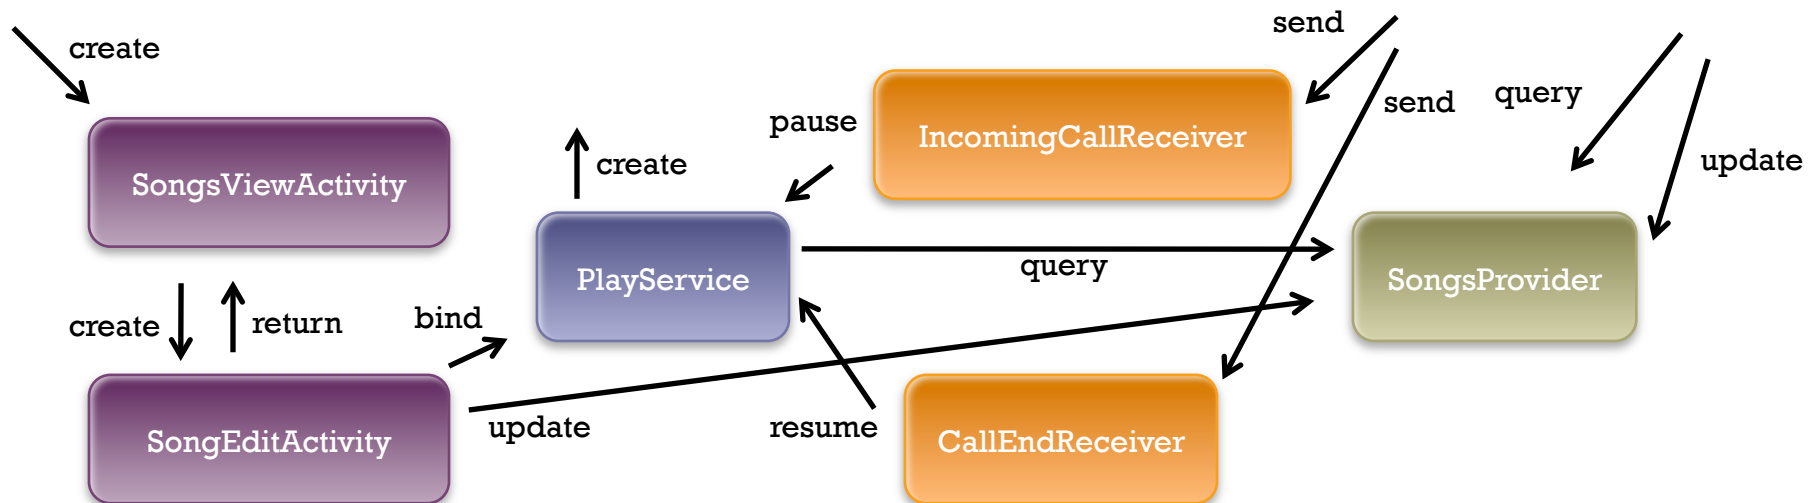 create
SongsViewActivity
create
return
SongEditActivity
bind
update
create
PlayService
pause
IncomingCallReceiver
query
resume
CallEndReceiver
send
send
query
update
SongsProvider